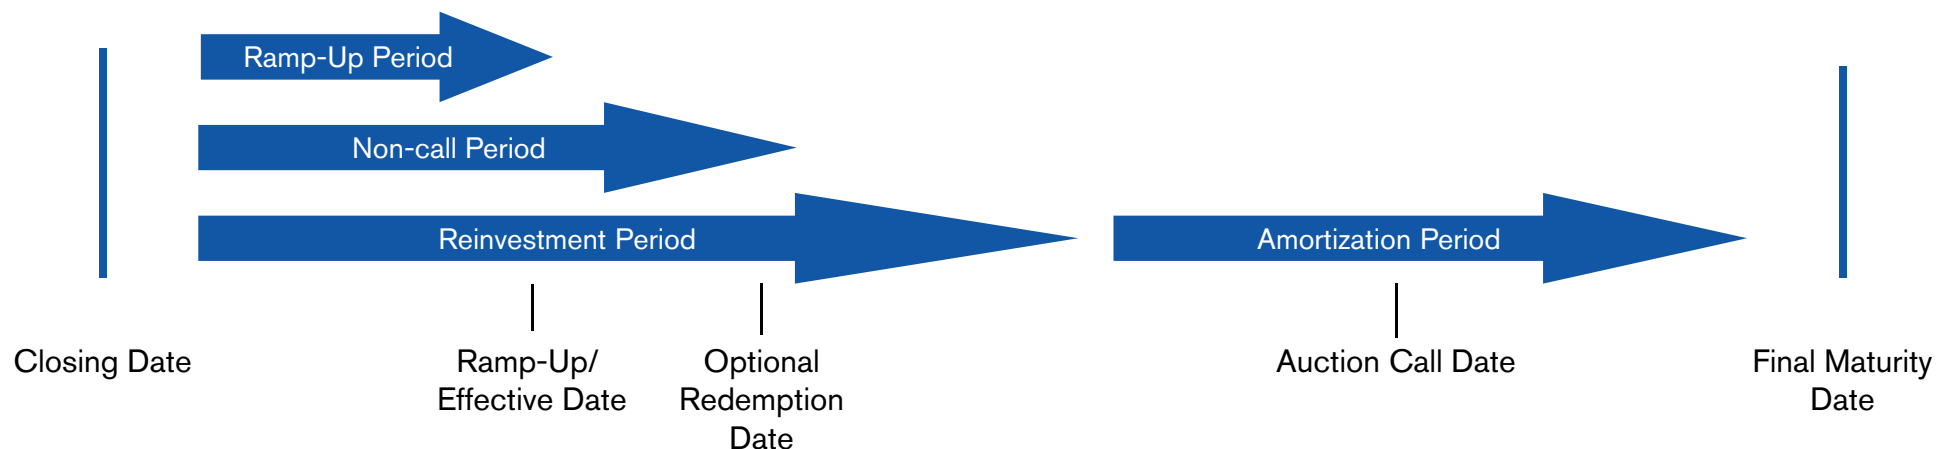 Ramp-Up Period
Non-call Period
Reinvestment Period
Amortization Period
Closing Date
Ramp-Up/
Effective Date
Optional
Redemption
Date
Auction Call Date
Final Maturity
Date